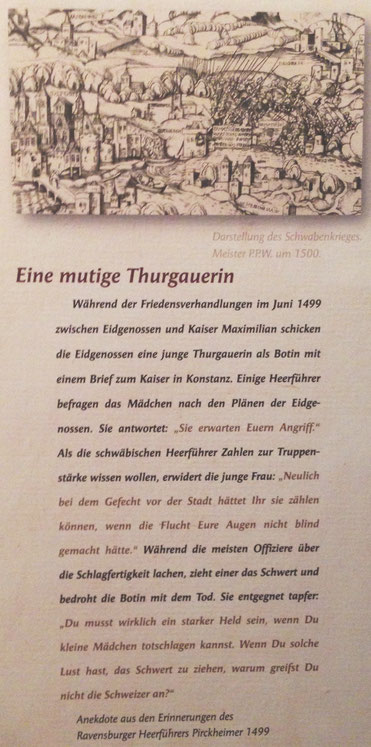 Darstellung des Schwabenkrieges.
Meister P.P.W. um 1500.
Eine mutige Thurgauerin
Während der Friedensverhandlungen im Juni 1499
zwischen Eidgenossen und Kaiser Maximilian schicken
die Eidgenossen eine junge Thurgauerin als Botin mit
einem Brief zum Kaiser in Konstanz. Einige Heerführer
befragen das Mädchen nach den Plänen der Eidge-
nossen. Sie antwortet: „Sie erwarten Euern Angriff.“
Als die schwäbischen Heerführer Zahlen zur Truppen-
stärke wissen wollen, erwidert die junge Frau: „Neulich
bei dem Gefecht vor der Stadt hättet Ihr sie zählen
können, wenn die Flucht Eure Augen nicht blind
gemacht hätte.“ Während die meisten Offiziere über
die Schlagfertigkeit lachen, zieht einer das Schwert und
bedroht die Botin mit dem Tod. Sie entgegnet tapfer:
„Du musst wirklich ein starker Held sein, wenn Du
kleine Mädchen totschlagen kannst. Wenn Du solche
Lust hast, das Schwert zu ziehen, warum greifst Du
nicht die Schweizer an?“
Anekdote aus den Erinnerungen des
Ravensburger Heerführers Pirckheimer 1499